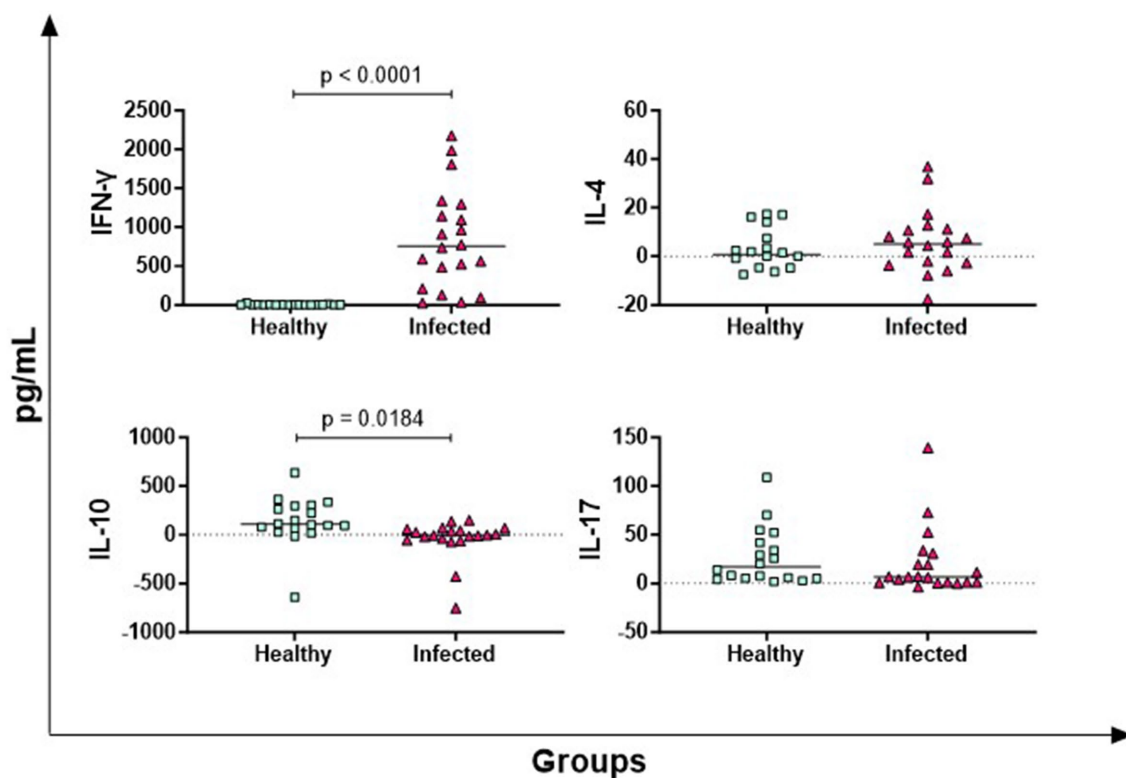 p < 0.0001
2500
2000
1500
1000
500
0
IFN-γ
Healthy Infected
60
40
20
0
-20
IL-4
Healthy Infected
p = 0.0184
1000
500
0
-500
-1000
IL-10
Healthy Infected
150
100
50
0
-50
IL-17
Healthy Infected
pg/mL
Groups